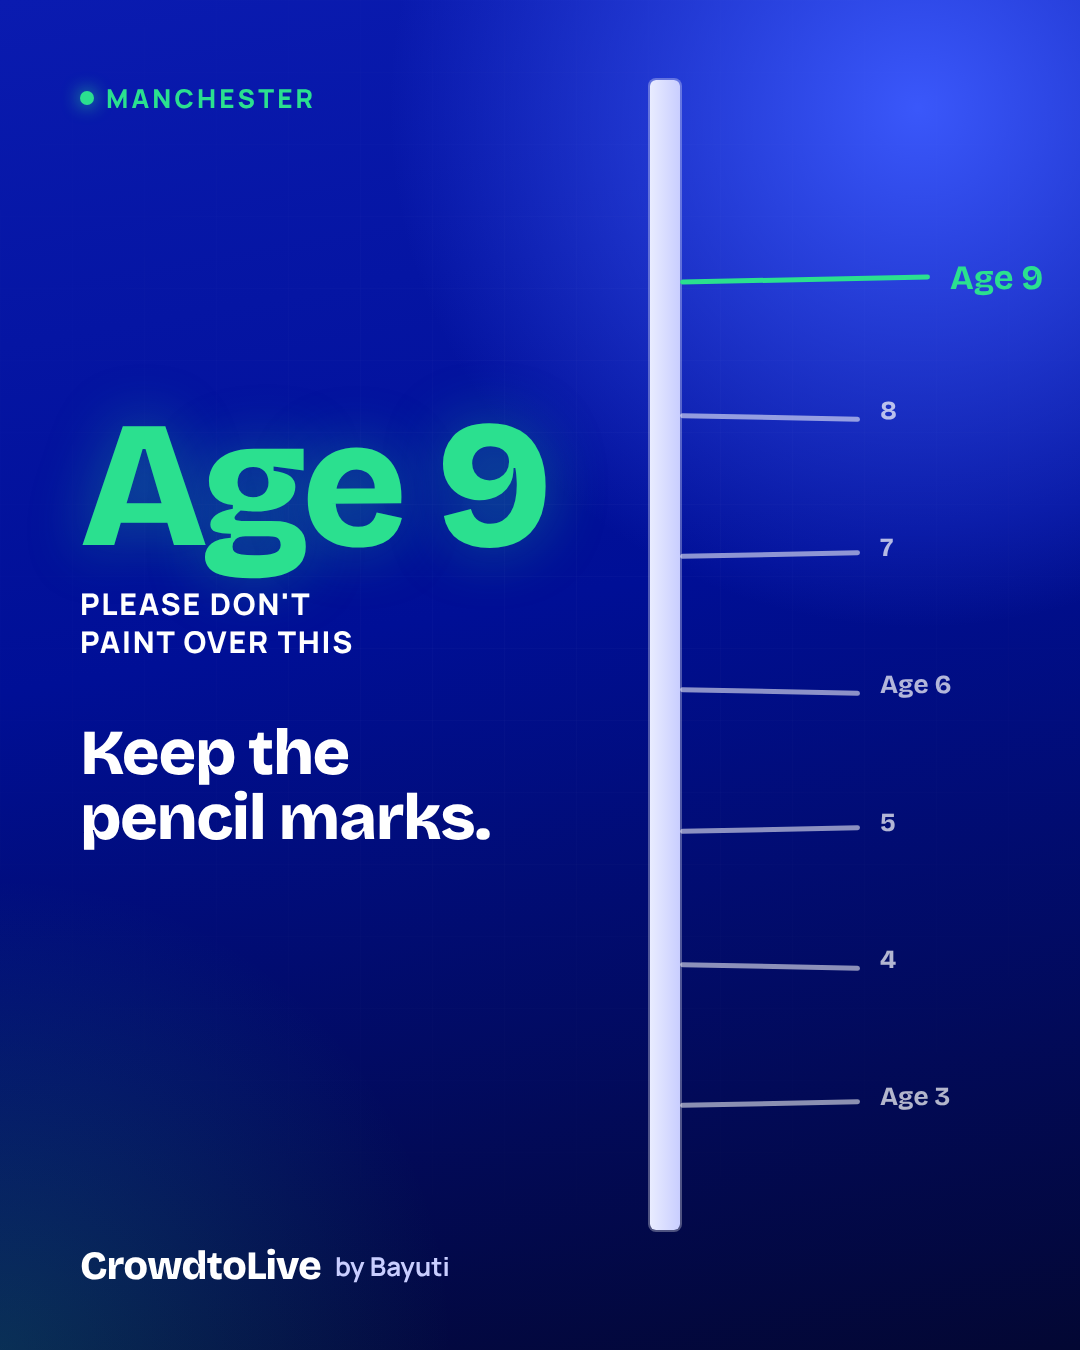 MANCHESTER
Age 9
PLEASE DON'T
PAINT OVER THIS
Keep the
pencil marks.
Age 9
8
7
Age 6
5
4
Age 3
CrowdtoLive by Bayuti